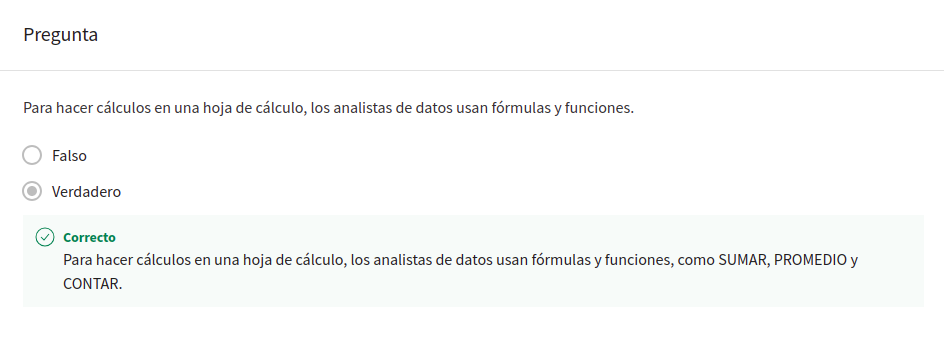 Pregunta
Para hacer cálculos en una hoja de cálculo, los analistas de datos usan fórmulas y funciones.
Falso
Verdadero
Correcto
Para hacer cálculos en una hoja de cálculo, los analistas de datos usan fórmulas y funciones, como SUMAR, PROMEDIO y
CONTAR.